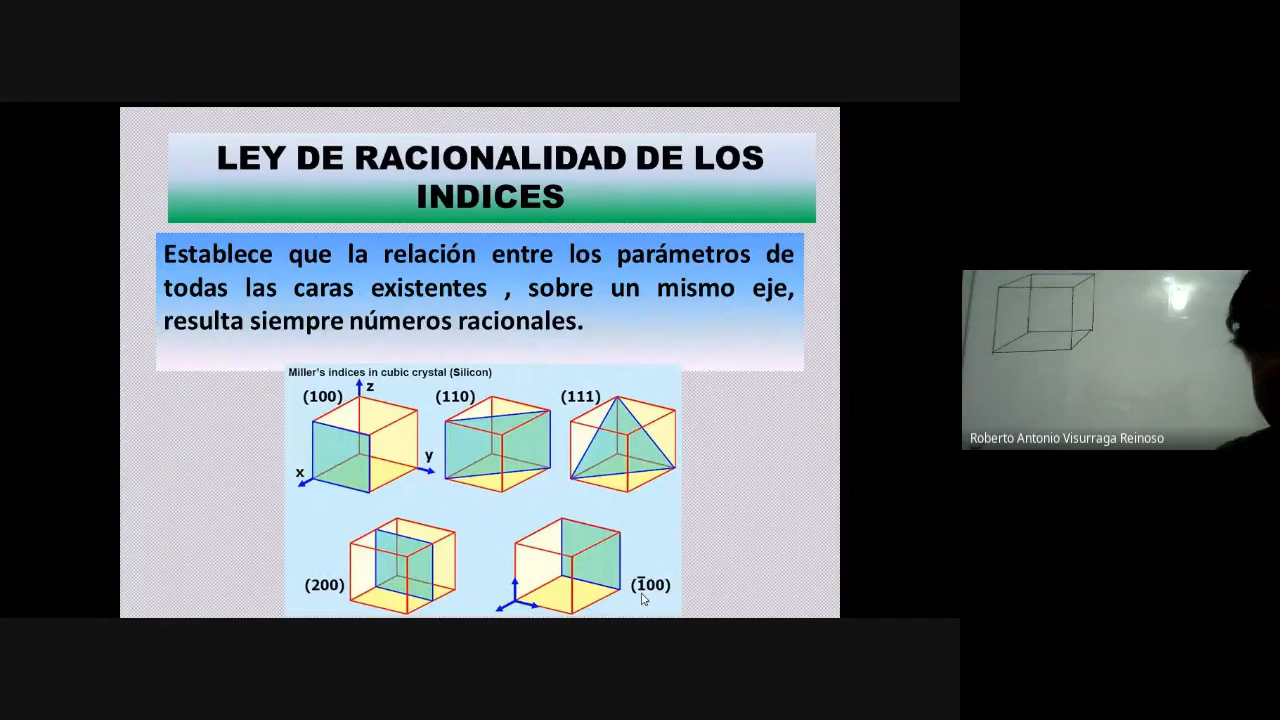 LEY DE RACIONALIDAD DE LOS
INDICES
Establece que la relación entre los parámetros de
todas las caras existentes , sobre un mismo eje,
resulta siempre números racionales.
Miller's indices in cubic crystal (Silicon)
(100)
z
(110)
(111)
y
x
(200)
(1̅00)
Roberto Antonio Visurraga Reinoso